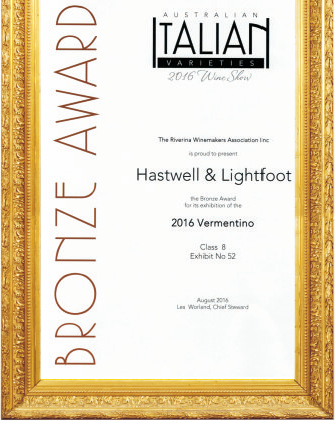 BRONZE AWARD
AUSTRALIAN
ITALIAN
VARIETIES
2016 Wine Show
The Riverina Winemakers Association Inc
is proud to present
Hastwell & Lightfoot
the Bronze Award
for its exhibition of the
2016 Vermentino
Class 8
Exhibit No 52
August 2016
Les Worland, Chief Steward